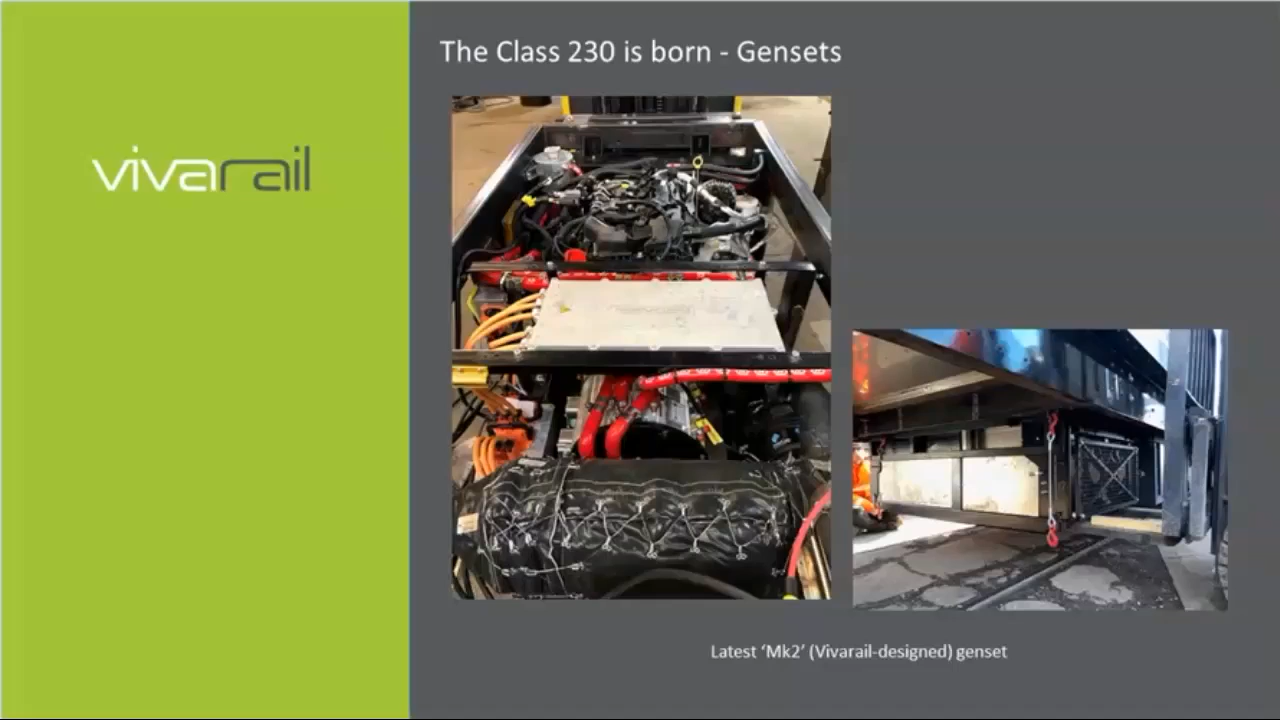 The Class 230 is born - Gensets
vivarail
Latest ‘Mk2’ (Vivarail-designed) genset